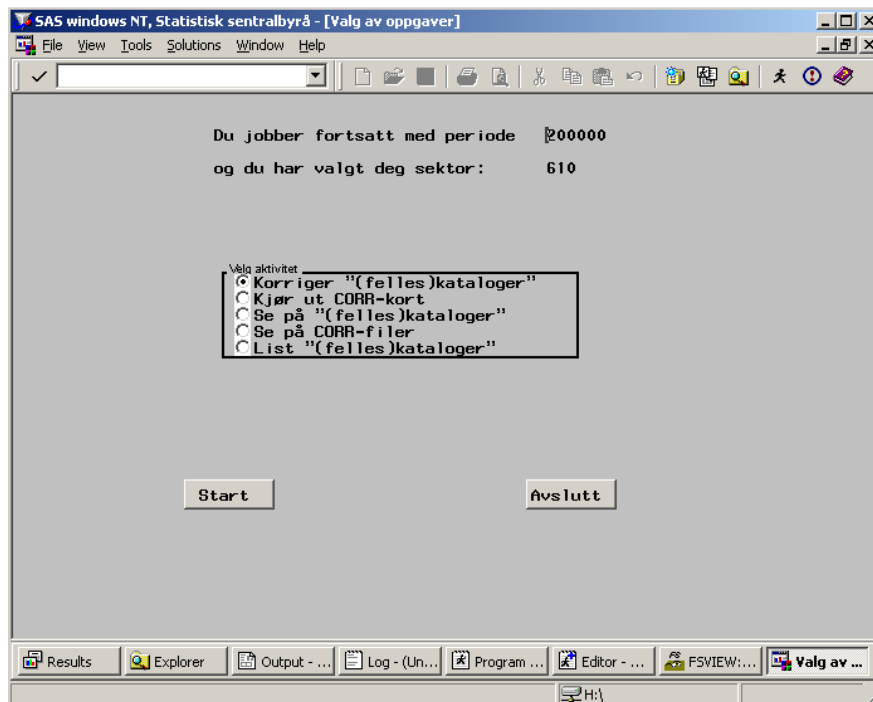 SAS windows NT, Statistisk sentralbyrå - [Valg av oppgaver]
File View Tools Solutions Window Help
Du jobber fortsatt med periode 200000
og du har valgt deg sektor: 610
Velg aktivitet
Korriger "(felles)kataloger"
Kjør ut CORR-kort
Se på "(felles)kataloger"
Se på CORR-filer
List "(felles)kataloger"
Start Avslutt
Results Explorer Output - ... Log - (Un... Program ... Editor - ... FSVIEW:... Valg av ...
H:\